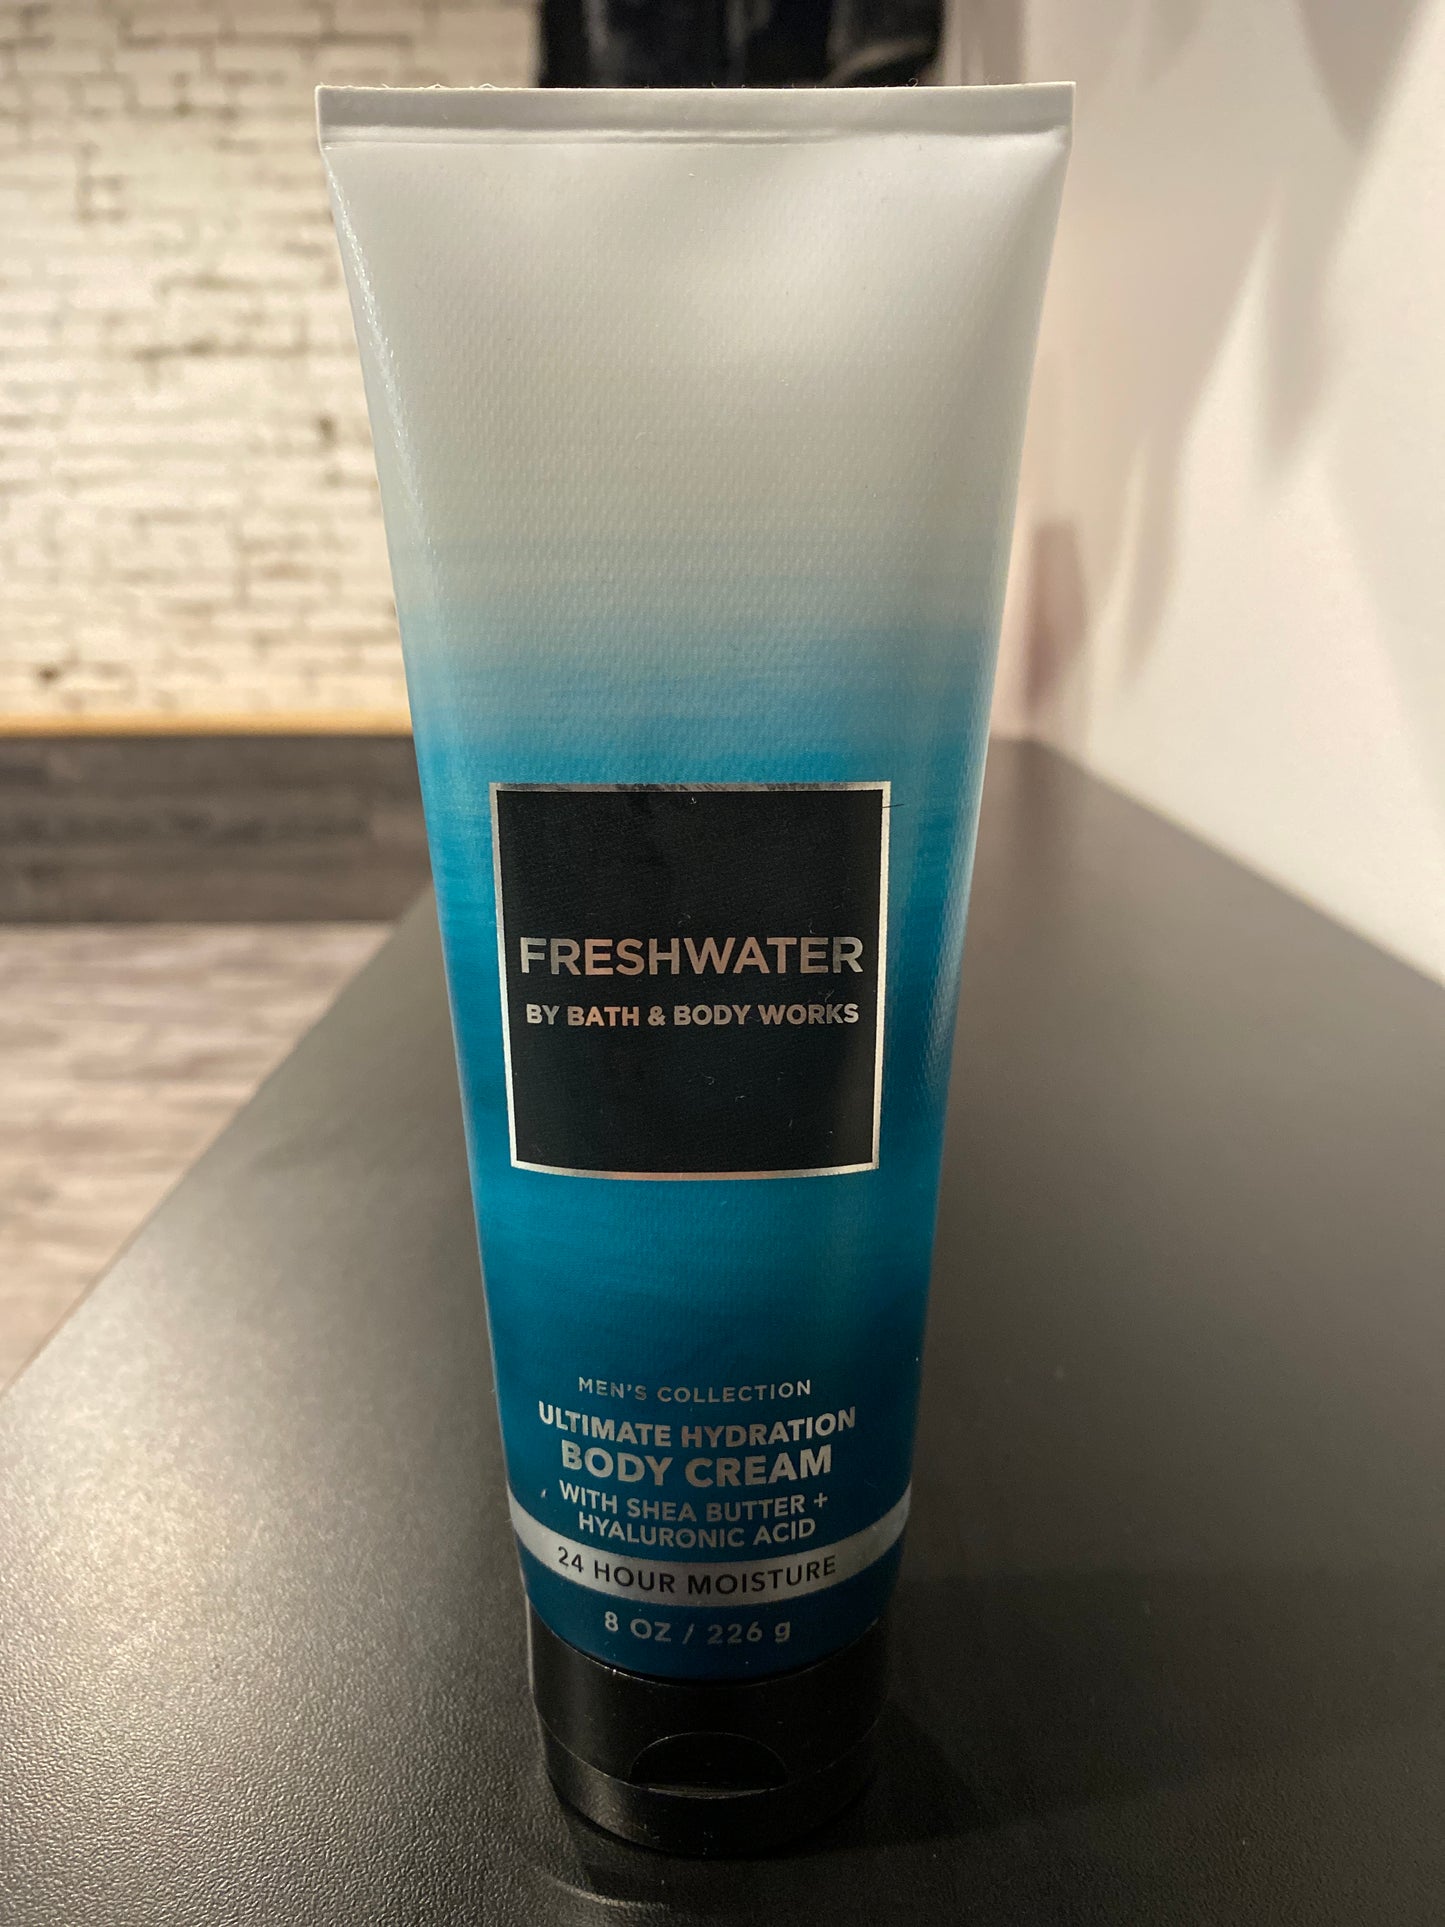 FRESHWATER
BY BATH & BODY WORKS
MEN'S COLLECTION
ULTIMATE HYDRATION
BODY CREAM
WITH SHEA BUTTER +
HYALURONIC ACID
24 HOUR MOISTURE
8 OZ / 226 g